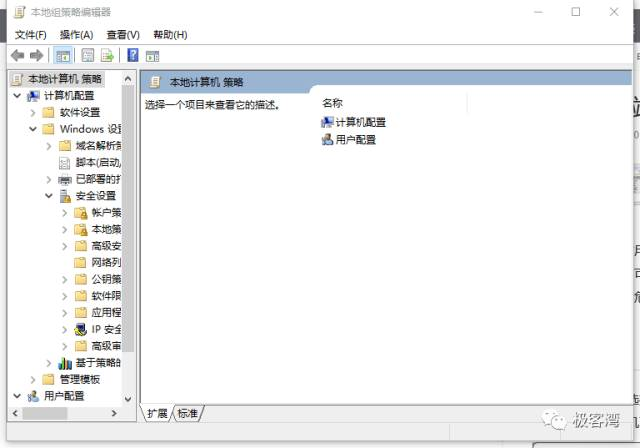 本地组策略编辑器
文件(F) 操作(A) 查看(V) 帮助(H)
本地计算机 策略
计算机配置
软件设置
Windows 设
域名解析策
脚本(启动/
已部署的打
安全设置
帐户策
本地策
高级安
网络列
公钥策
软件限
应用程
IP 安全
高级审
基于策略的
管理模板
用户配置
本地计算机 策略
选择一个项目来查看它的描述。
名称
计算机配置
用户配置
扩展 标准
极客湾